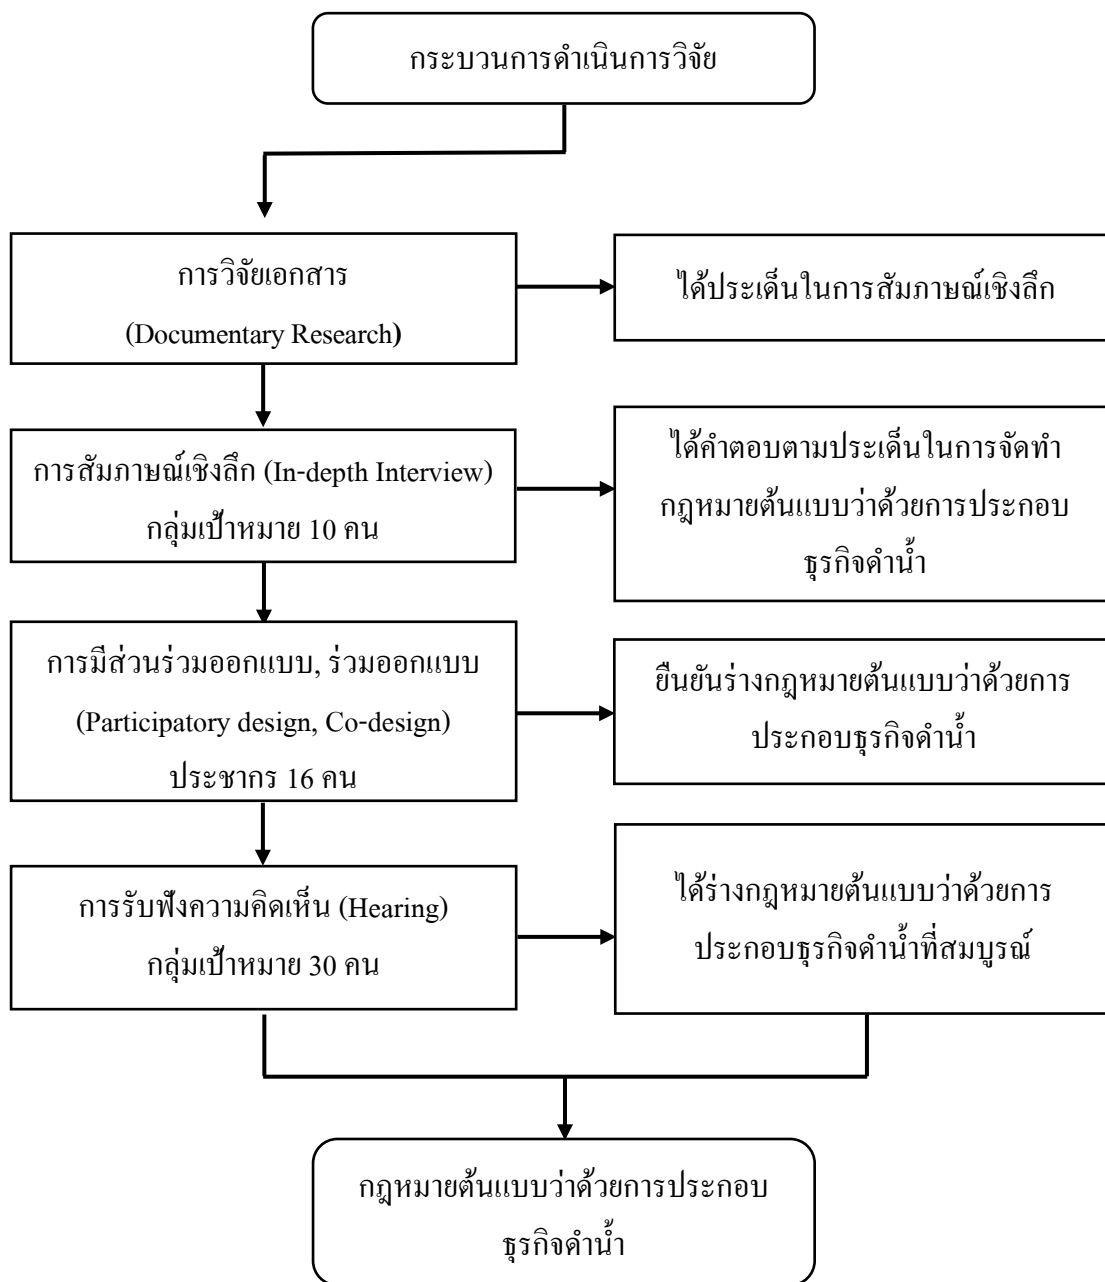 กระบวนการดำเนินการวิจัย
การวิจัยเอกสาร
(Documentary Research)
ได้ประเด็นในการสัมภาษณ์เชิงลึก
การสัมภาษณ์เชิงลึก (In-depth Interview)
กลุ่มเป้าหมาย 10 คน
ได้คำตอบตามประเด็นในการจัดทำ
กฎหมายต้นแบบว่าด้วยการประกอบ
ธุรกิจดำน้ำ
การมีส่วนร่วมออกแบบ, ร่วมออกแบบ
(Participatory design, Co-design)
ประชากร 16 คน
ยืนยันร่างกฎหมายต้นแบบว่าด้วยการ
ประกอบธุรกิจดำน้ำ
การรับฟังความคิดเห็น (Hearing)
กลุ่มเป้าหมาย 30 คน
ได้ร่างกฎหมายต้นแบบว่าด้วยการ
ประกอบธุรกิจดำน้ำที่สมบูรณ์
กฎหมายต้นแบบว่าด้วยการประกอบ
ธุรกิจดำน้ำ